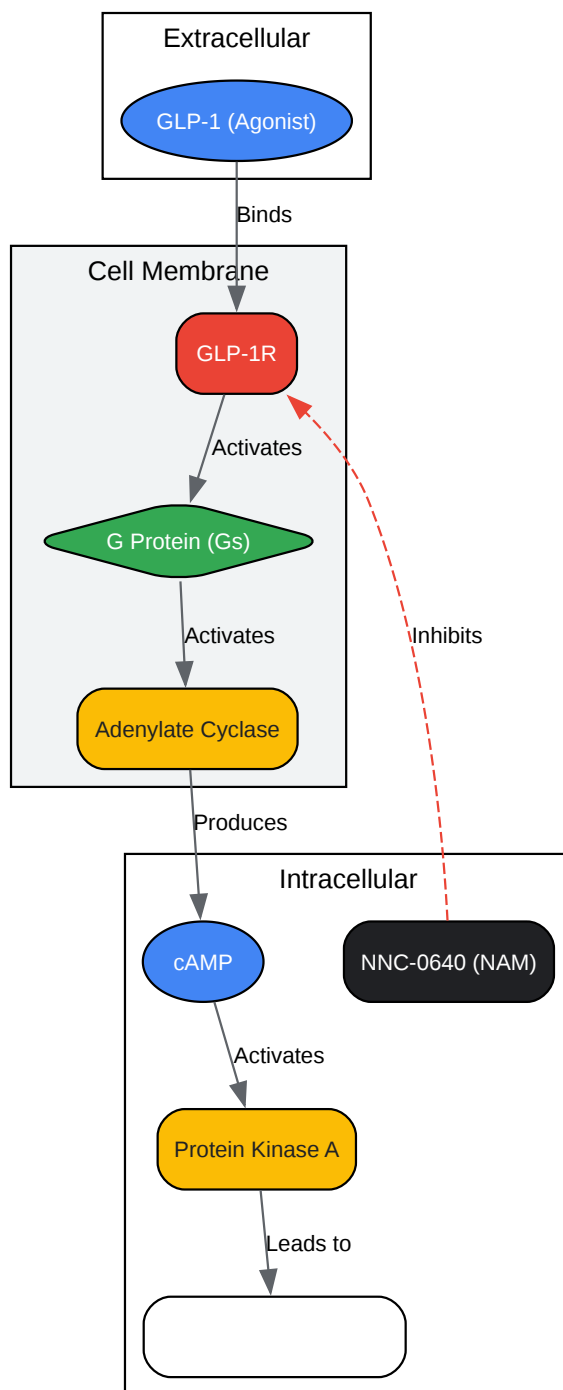 Extracellular
GLP-1 (Agonist)
Binds
Cell Membrane
GLP-1R
Activates
G Protein (Gs)
Activates
Inhibits
Adenylate Cyclase
Produces
Intracellular
cAMP
NNC-0640 (NAM)
Activates
Protein Kinase A
Leads to